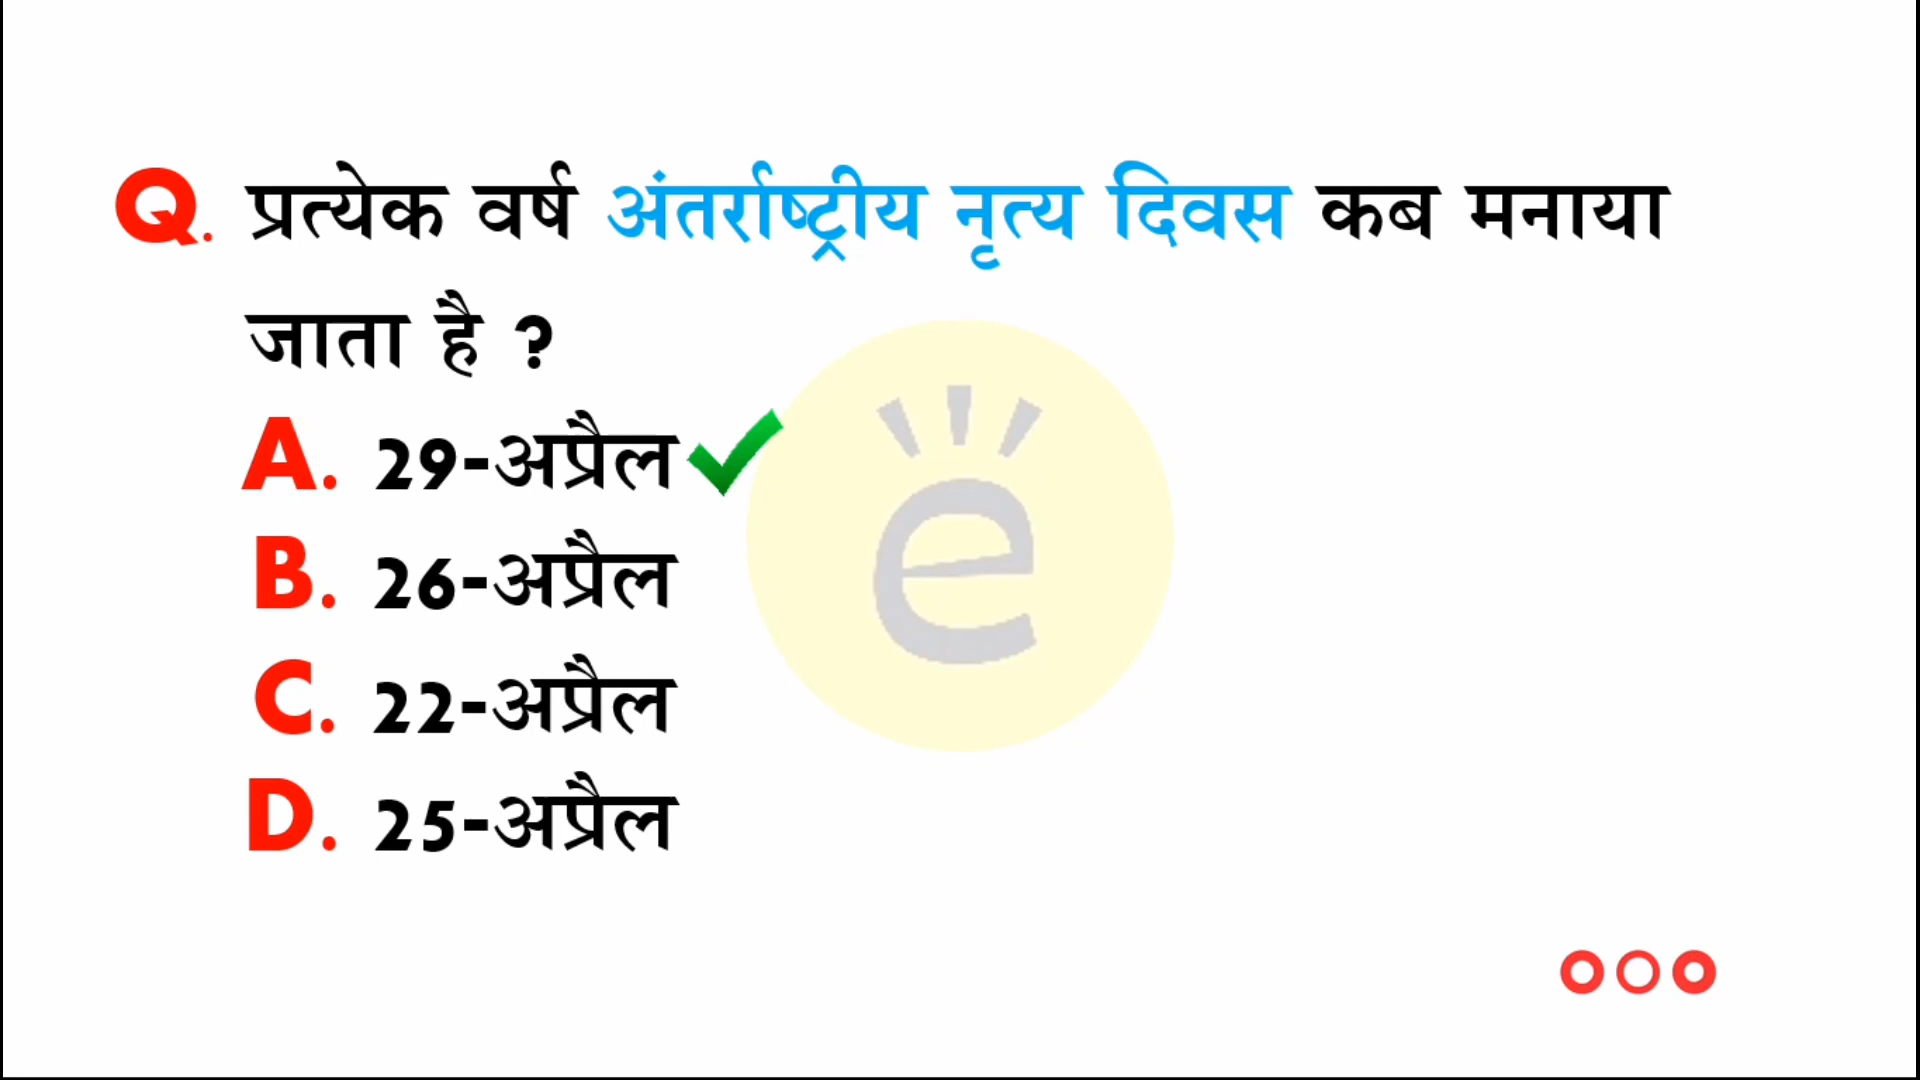 Q. प्रत्येक वर्ष अंतर्राष्ट्रीय नृत्य दिवस कब मनाया
जाता है ?
A. 29-अप्रैल
B. 26-अप्रैल
C. 22-अप्रैल
D. 25-अप्रैल
e